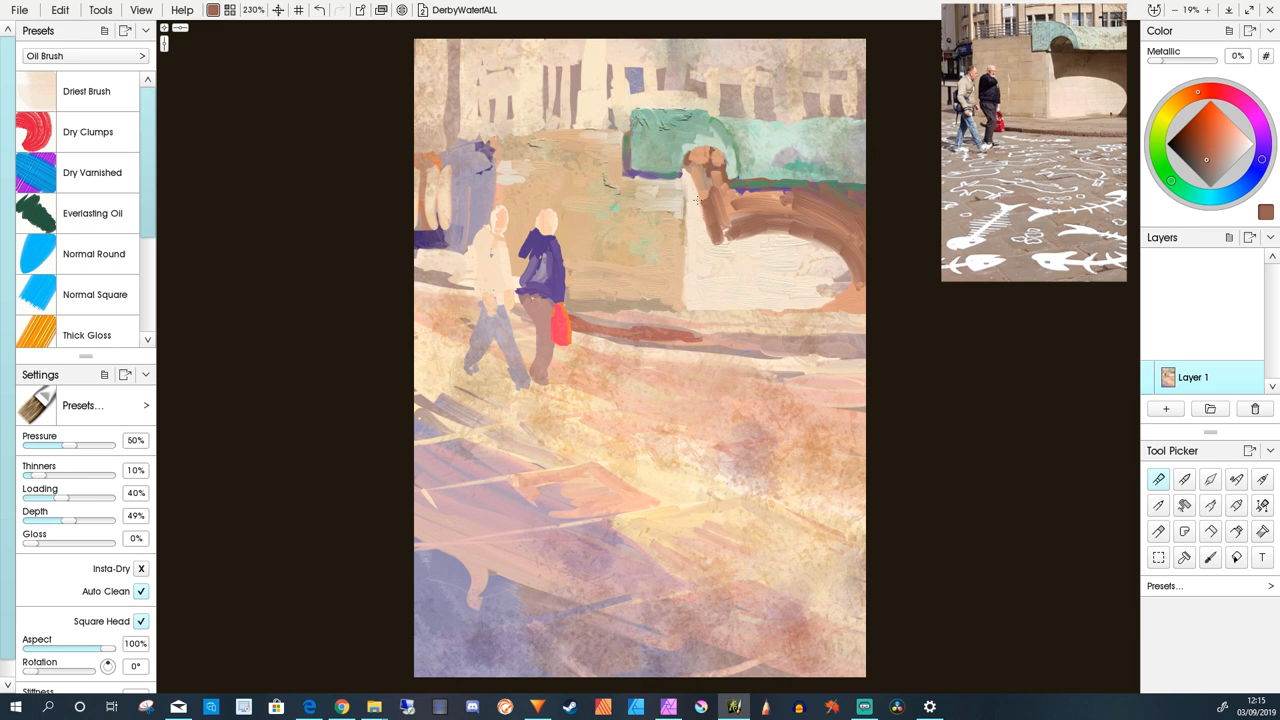 File Edit Tools View Help 230% DerbyWaterfALL 19%
Presets
Oil Brush >
Driest Brush
Dry Clumps
Dry Varnished
Everlasting Oil
Normal Round
Normal Square
Thick Gloss
Settings
Presets... >
Pressure 50%
Thinners 10%
Loading 40%
Depth 49%
Gloss 0%
Insta-Dry X
Auto Clean
Square Head
Aspect 100%
Rotation 0°
Color
Metallic 0% #
Layers
Layer 1
Tool Picker
T
Presets... >
12:15
03/09/2019